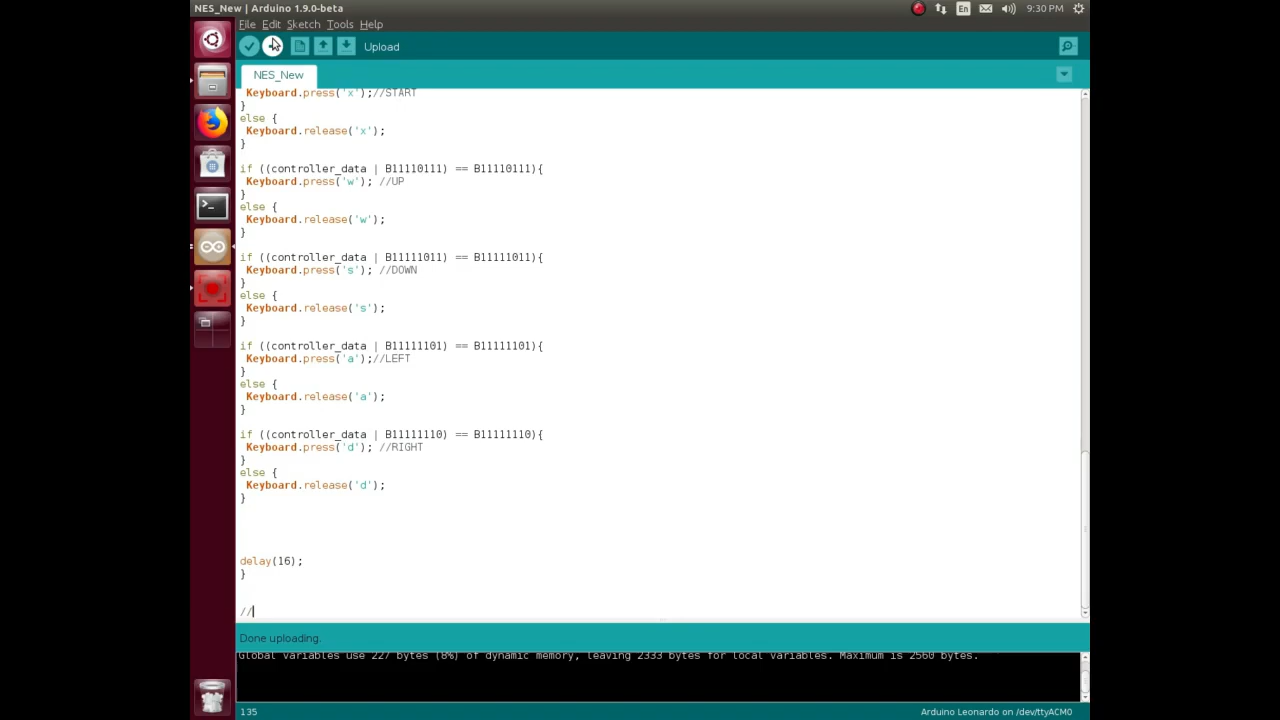 NES_New | Arduino 1.9.0-beta
En
9:30 PM
File Edit Sketch Tools Help
Upload
NES_New
Keyboard.press('x');//START
}
else {
Keyboard.release('x');
}
if ((controller_data | B11110111) == B11110111){
Keyboard.press('w'); //UP
}
else {
Keyboard.release('w');
}
if ((controller_data | B11111011) == B11111011){
Keyboard.press('s'); //DOWN
}
else {
Keyboard.release('s');
}
if ((controller_data | B11111101) == B11111101){
Keyboard.press('a');//LEFT
}
else {
Keyboard.release('a');
}
if ((controller_data | B11111110) == B11111110){
Keyboard.press('d'); //RIGHT
}
else {
Keyboard.release('d');
}
delay(16);
}
//
Done uploading.
Global variables use 227 bytes (8%) of dynamic memory, leaving 2333 bytes for local variables. Maximum is 2560 bytes.
135
Arduino Leonardo on /dev/ttyACM0